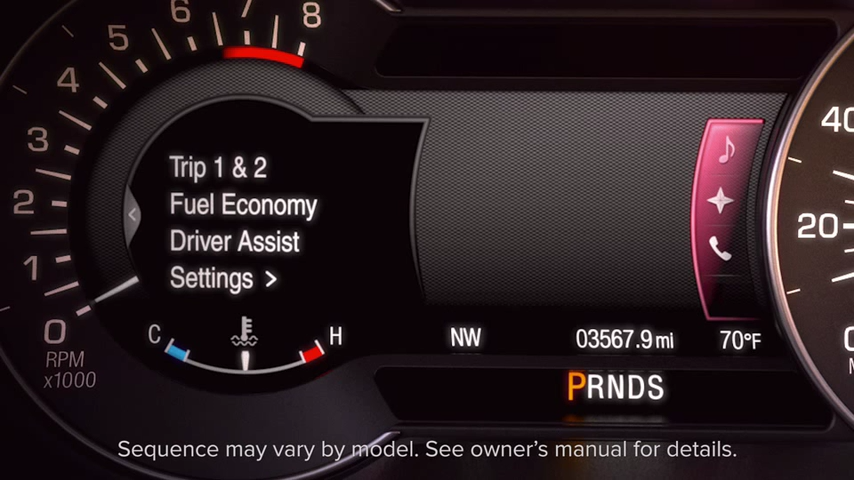 6
7
8
5
4
3
2
1
0
RPM
x1000
Trip 1 & 2
Fuel Economy
Driver Assist
Settings >
C
H
NW
03567.9 mi
70°F
PRNDS
20
Sequence may vary by model. See owner's manual for details.